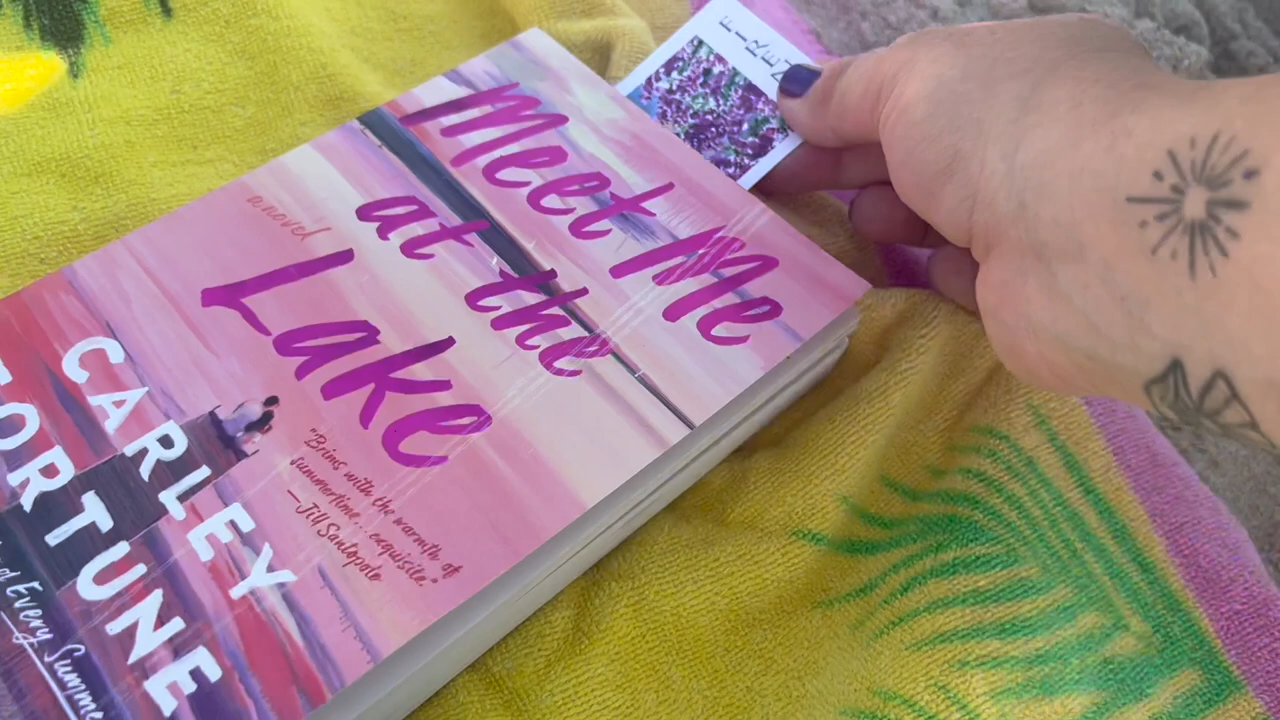 Meet Me
at the
Lake
a novel
"Brims with the warmth of
summertime...exquisite."
—Jill Santopolo
CARLEY
FORTUNE
Every Summe
FIRE